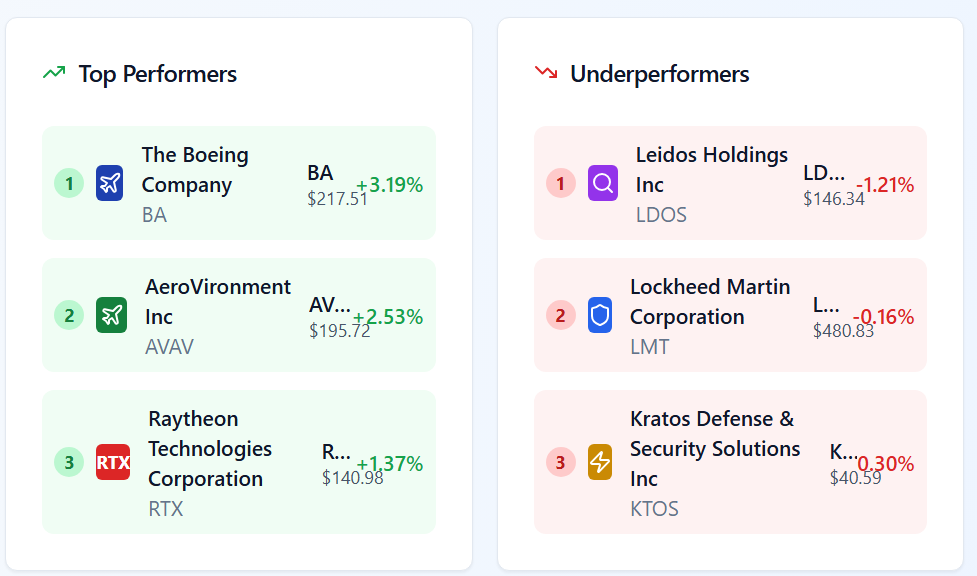 Top Performers
1
The Boeing
Company
BA
BA
$217.51
+3.19%
2
AeroVironment
Inc
AVAV
AV...
$195.72
+2.53%
3
RTX
Raytheon
Technologies
Corporation
RTX
R...
$140.98
+1.37%
Underperformers
1
Leidos Holdings
Inc
LDOS
LD...
$146.34
-1.21%
2
Lockheed Martin
Corporation
LMT
L...
$480.83
-0.16%
3
Kratos Defense &
Security Solutions
Inc
KTOS
K...
$40.59
0.30%